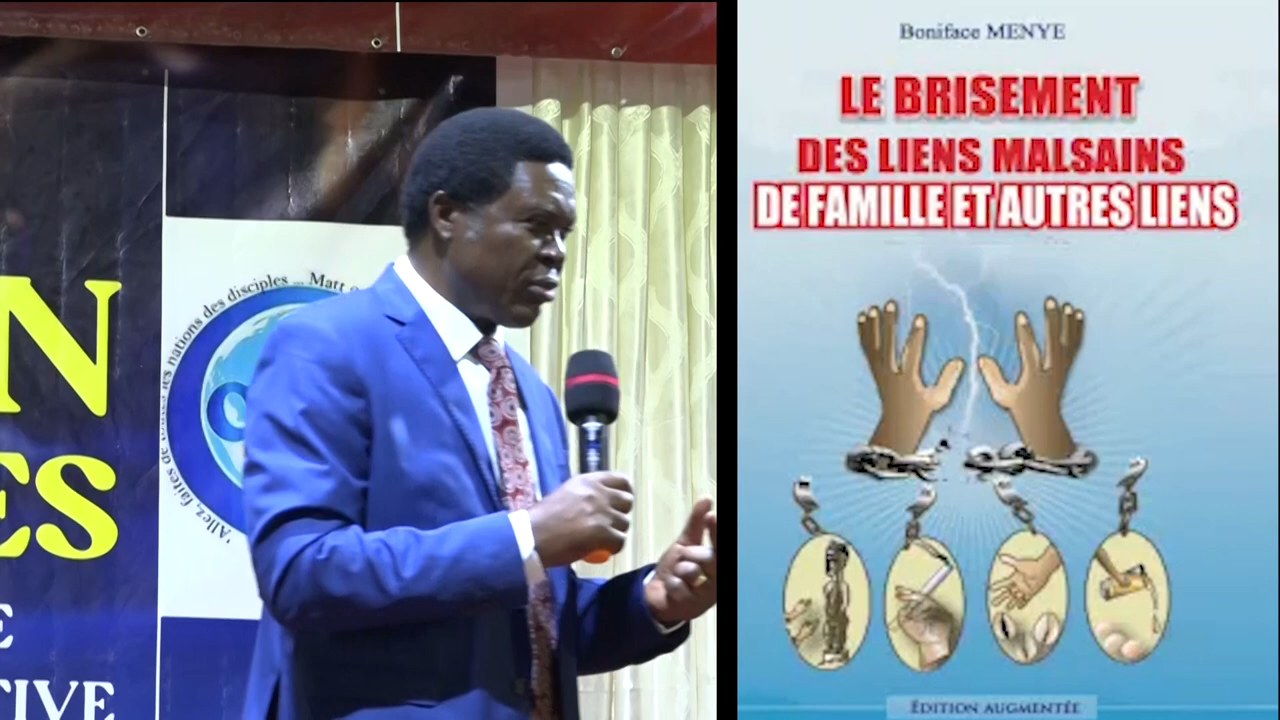 N
ES
E
TIVE
"Allez, faites de toutes les nations des disciples ... Matt
Boniface MENYE
LE BRISEMENT
DES LIENS MALSAINS
DE FAMILLE ET AUTRES LIENS
ÉDITION AUGMENTÉE